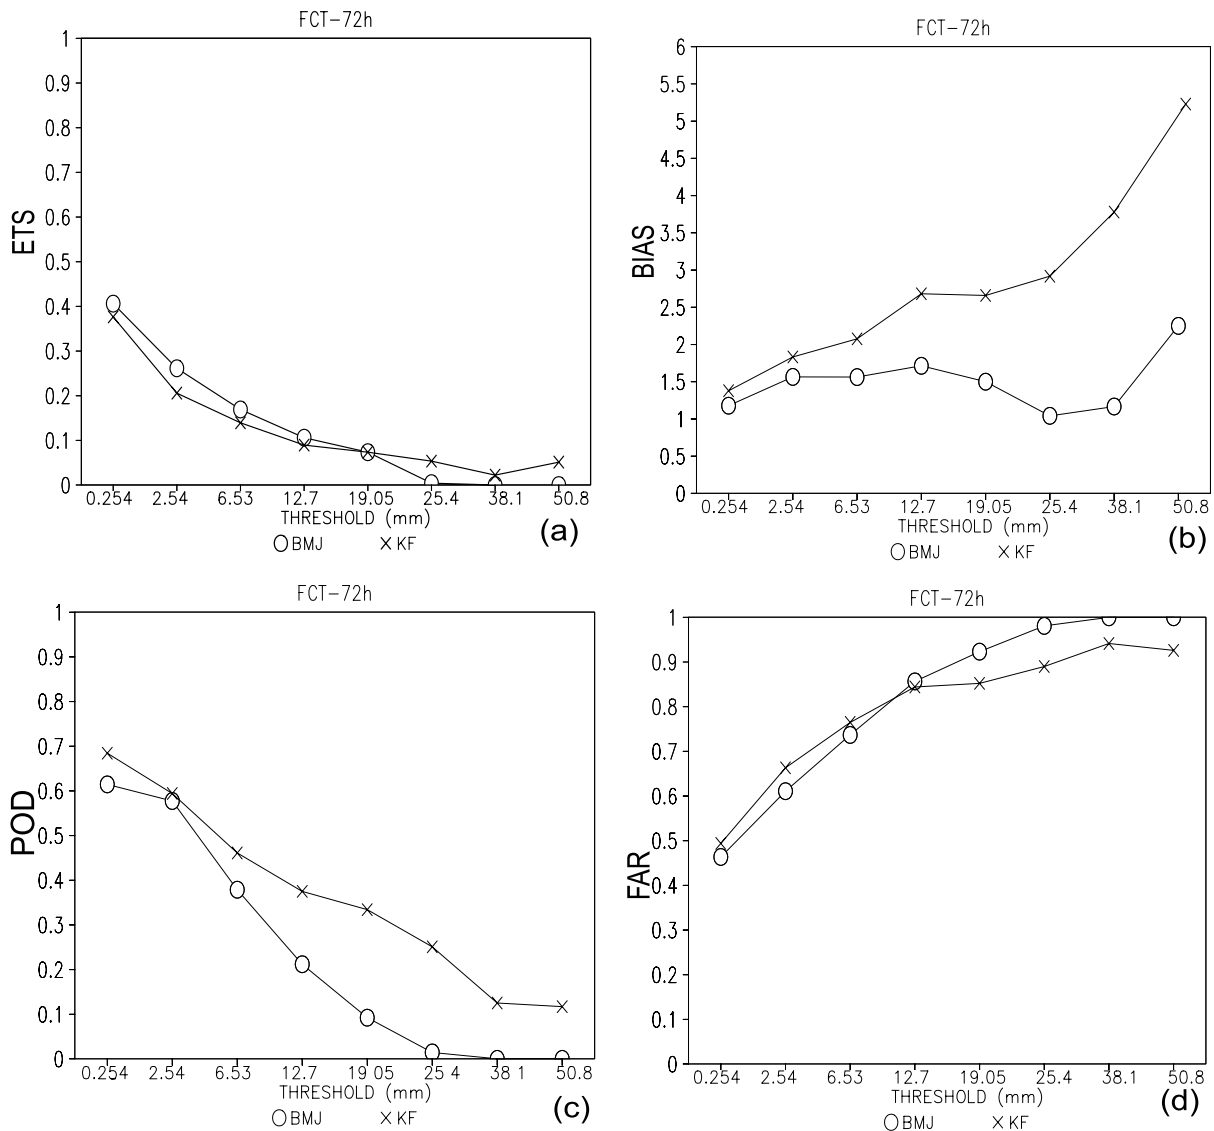 FCT-72h
1
0.9
0.8
0.7
0.6
0.5
0.4
0.3
0.2
0.1
0
ETS
0.254 2.54 6.53 12.7 19.05 25.4 38.1 50.8
THRESHOLD (mm)
(a)
○BMJ ×KF
FCT-72h
6
5.5
5
4.5
4
3.5
3
2.5
2
1.5
1
0.5
0
BIAS
0.254 2.54 6.53 12.7 19.05 25.4 38.1 50.8
THRESHOLD (mm)
(b)
○BMJ ×KF
FCT-72h
1
0.9
0.8
0.7
0.6
0.5
0.4
0.3
0.2
0.1
0
POD
0.254 2.54 6.53 12.7 19 05 25 4 38 1 50.8
THRESHOLD (mm)
(c)
○BMJ ×KF
FCT-72h
1
0.9
0.8
0.7
0.6
0.5
0.4
0.3
0.2
0.1
0
FAR
0.254 2.54 6.53 12.7 19.05 25.4 38.1 50.8
THRESHOLD (mm)
(d)
○BMJ ×KF